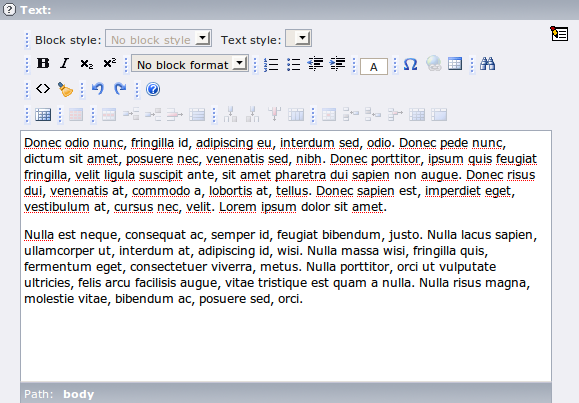 ? Text:
Block style: No block style Text style:
B I x₂ x² No block format A Ω
<> ?
Donec odio nunc, fringilla id, adipiscing eu, interdum sed, odio. Donec pede nunc,
dictum sit amet, posuere nec, venenatis sed, nibh. Donec porttitor, ipsum quis feugiat
fringilla, velit ligula suscipit ante, sit amet pharetra dui sapien non augue. Donec risus
dui, venenatis at, commodo a, lobortis at, tellus. Donec sapien est, imperdiet eget,
vestibulum at, cursus nec, velit. Lorem ipsum dolor sit amet.
Nulla est neque, consequat ac, semper id, feugiat bibendum, justo. Nulla lacus sapien,
ullamcorper ut, interdum at, adipiscing id, wisi. Nulla massa wisi, fringilla quis,
fermentum eget, consectetuer viverra, metus. Nulla porttitor, orci ut vulputate
ultricies, felis arcu facilisis augue, vitae tristique est quam a nulla. Nulla risus magna,
molestie vitae, bibendum ac, posuere sed, orci.
Path: body